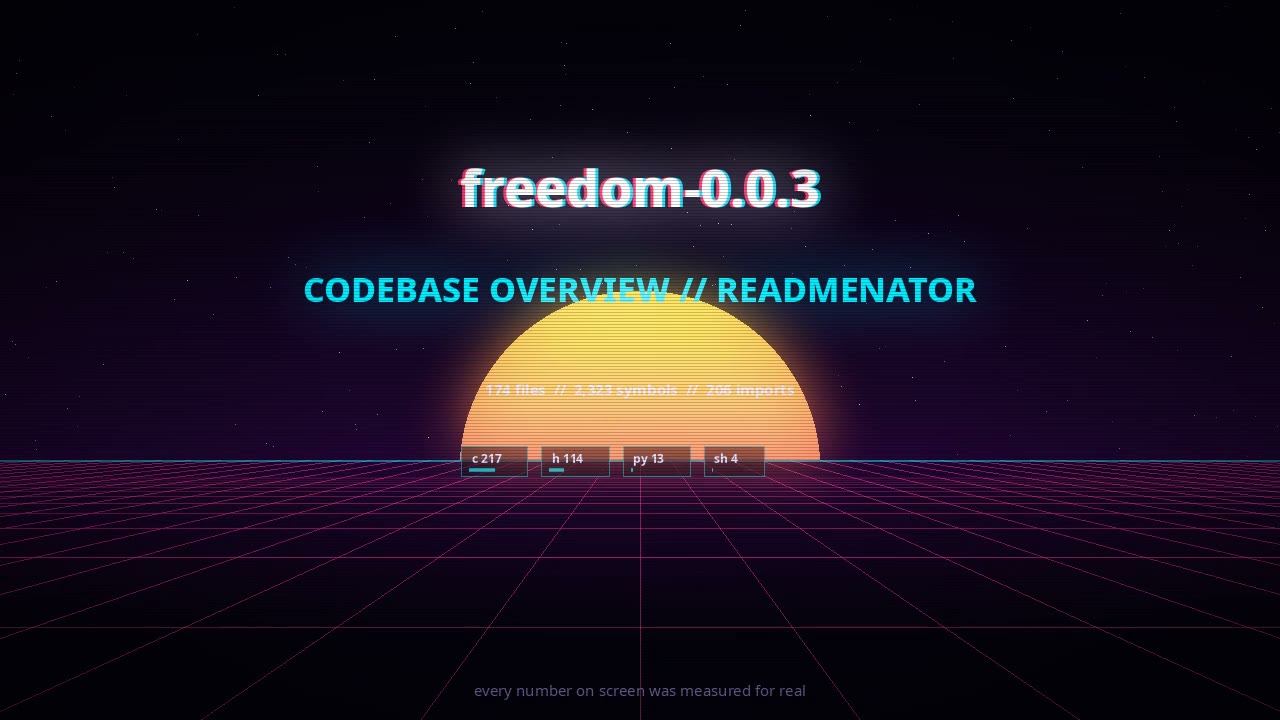 freedom-0.0.3
CODEBASE OVERVIEW // READMENATOR
174 files // 2,323 symbols // 206 imports
c 217 h 114 py 13 sh 4
every number on screen was measured for real